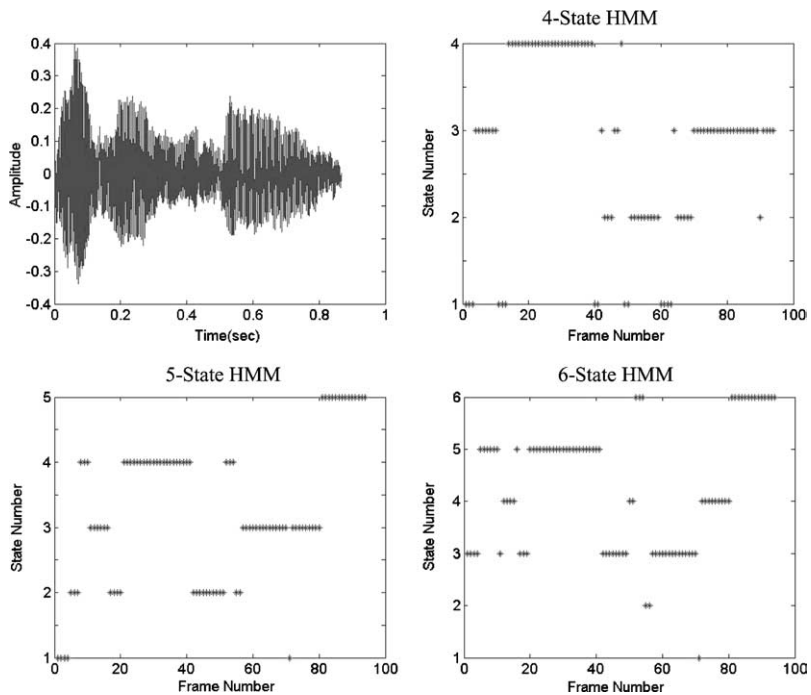 4-State HMM
0.4
0.3
0.2
0.1
0
-0.1
-0.2
-0.3
-0.4
Amplitude
0 0.2 0.4 0.6 0.8 1
Time(sec)
4
3
2
1
State Number
0 20 40 60 80 100
Frame Number
5-State HMM
5
4
3
2
1
State Number
0 20 40 60 80 100
Frame Number
6-State HMM
6
5
4
3
2
1
State Number
0 20 40 60 80 100
Frame Number